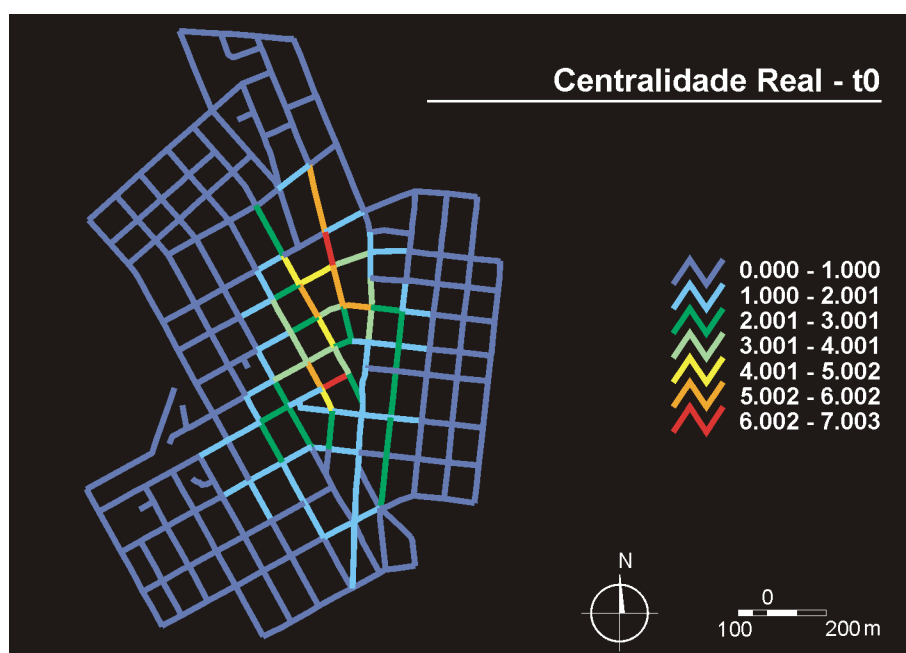 Centralidade Real - t0
0.000 - 1.000
1.000 - 2.001
2.001 - 3.001
3.001 - 4.001
4.001 - 5.002
5.002 - 6.002
6.002 - 7.003
N
0
100 200 m